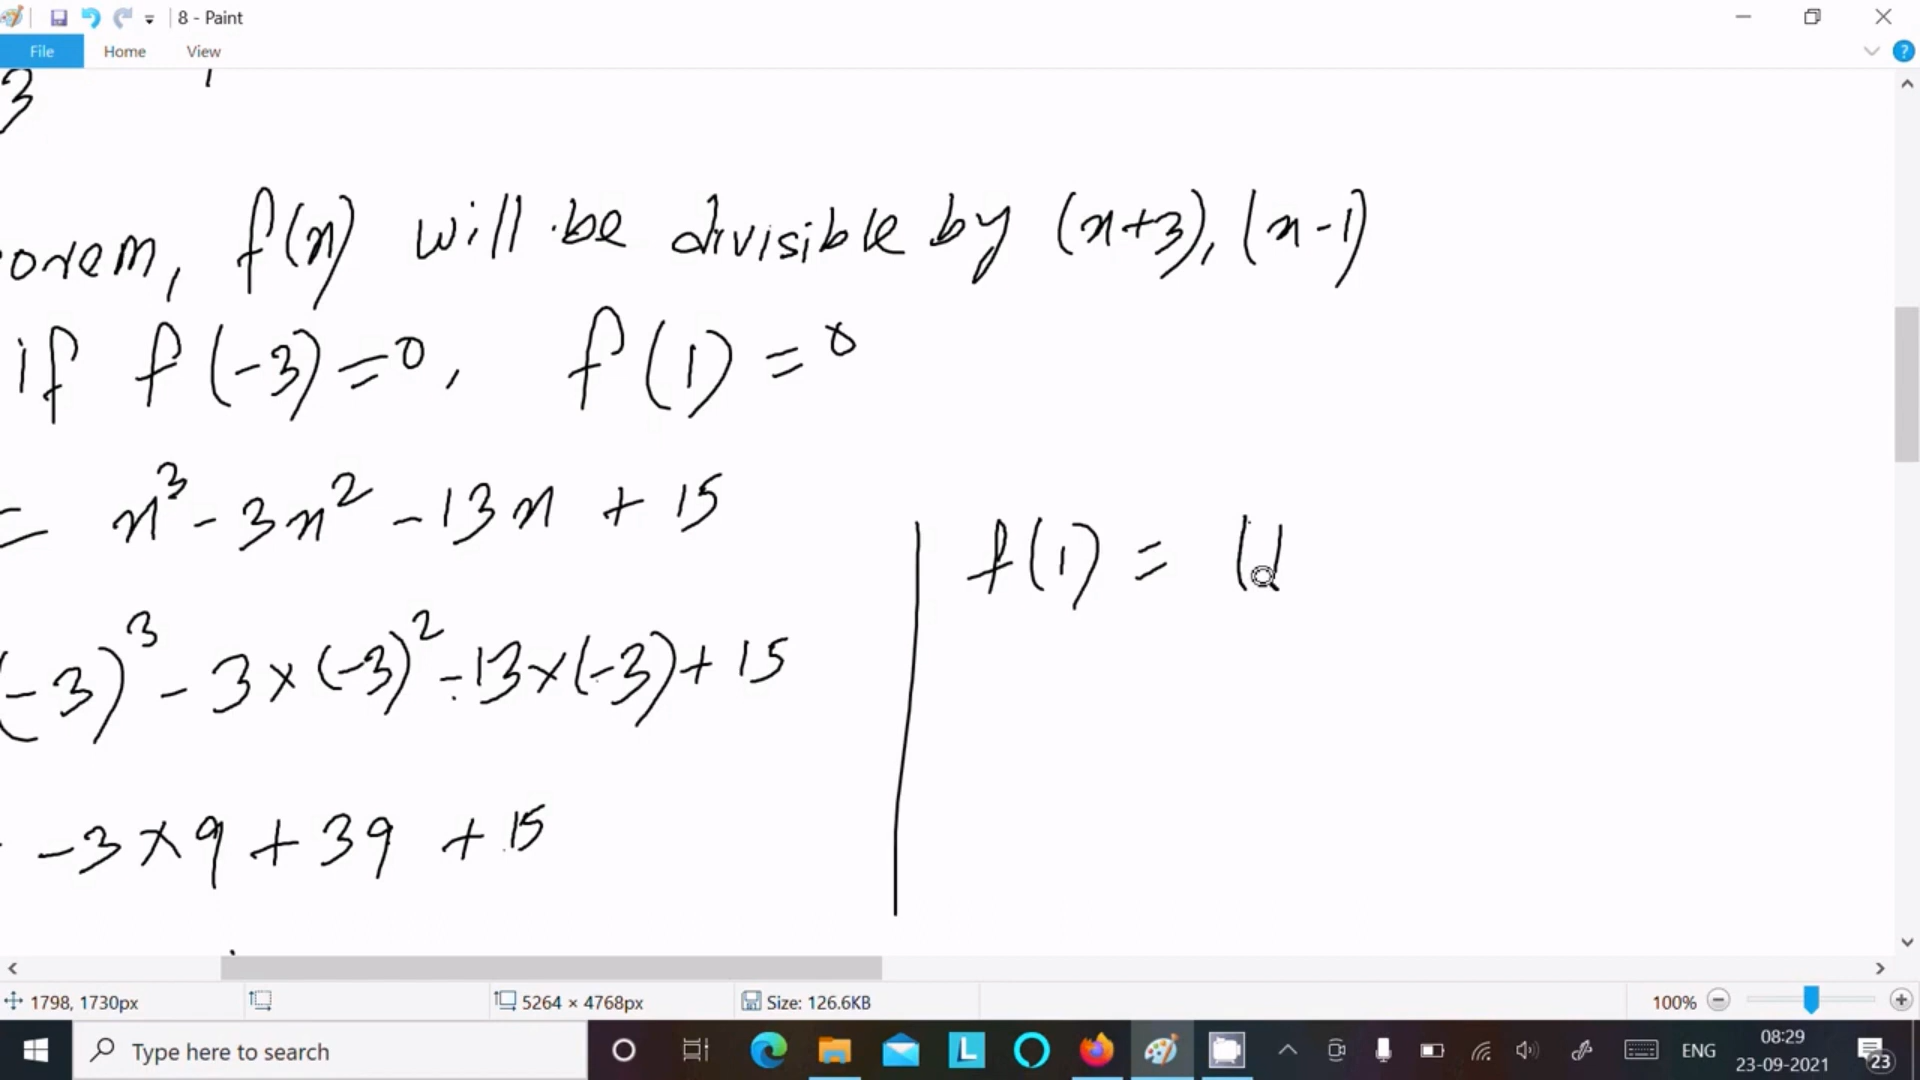 8 - Paint
File Home View
3
orem, f(x) will be divisible by (x+3), (x-1)
if f(-3)=0, f(1)=0
= x³ - 3x² - 13x + 15
f(1) = (1
(-3)³ - 3×(-3)² - 13×(-3) + 15
-3×9 + 39 + 15
1798, 1730px 5264 × 4768px Size: 126.6KB 100%
Type here to search
L
ENG
08:29
23-09-2021
23